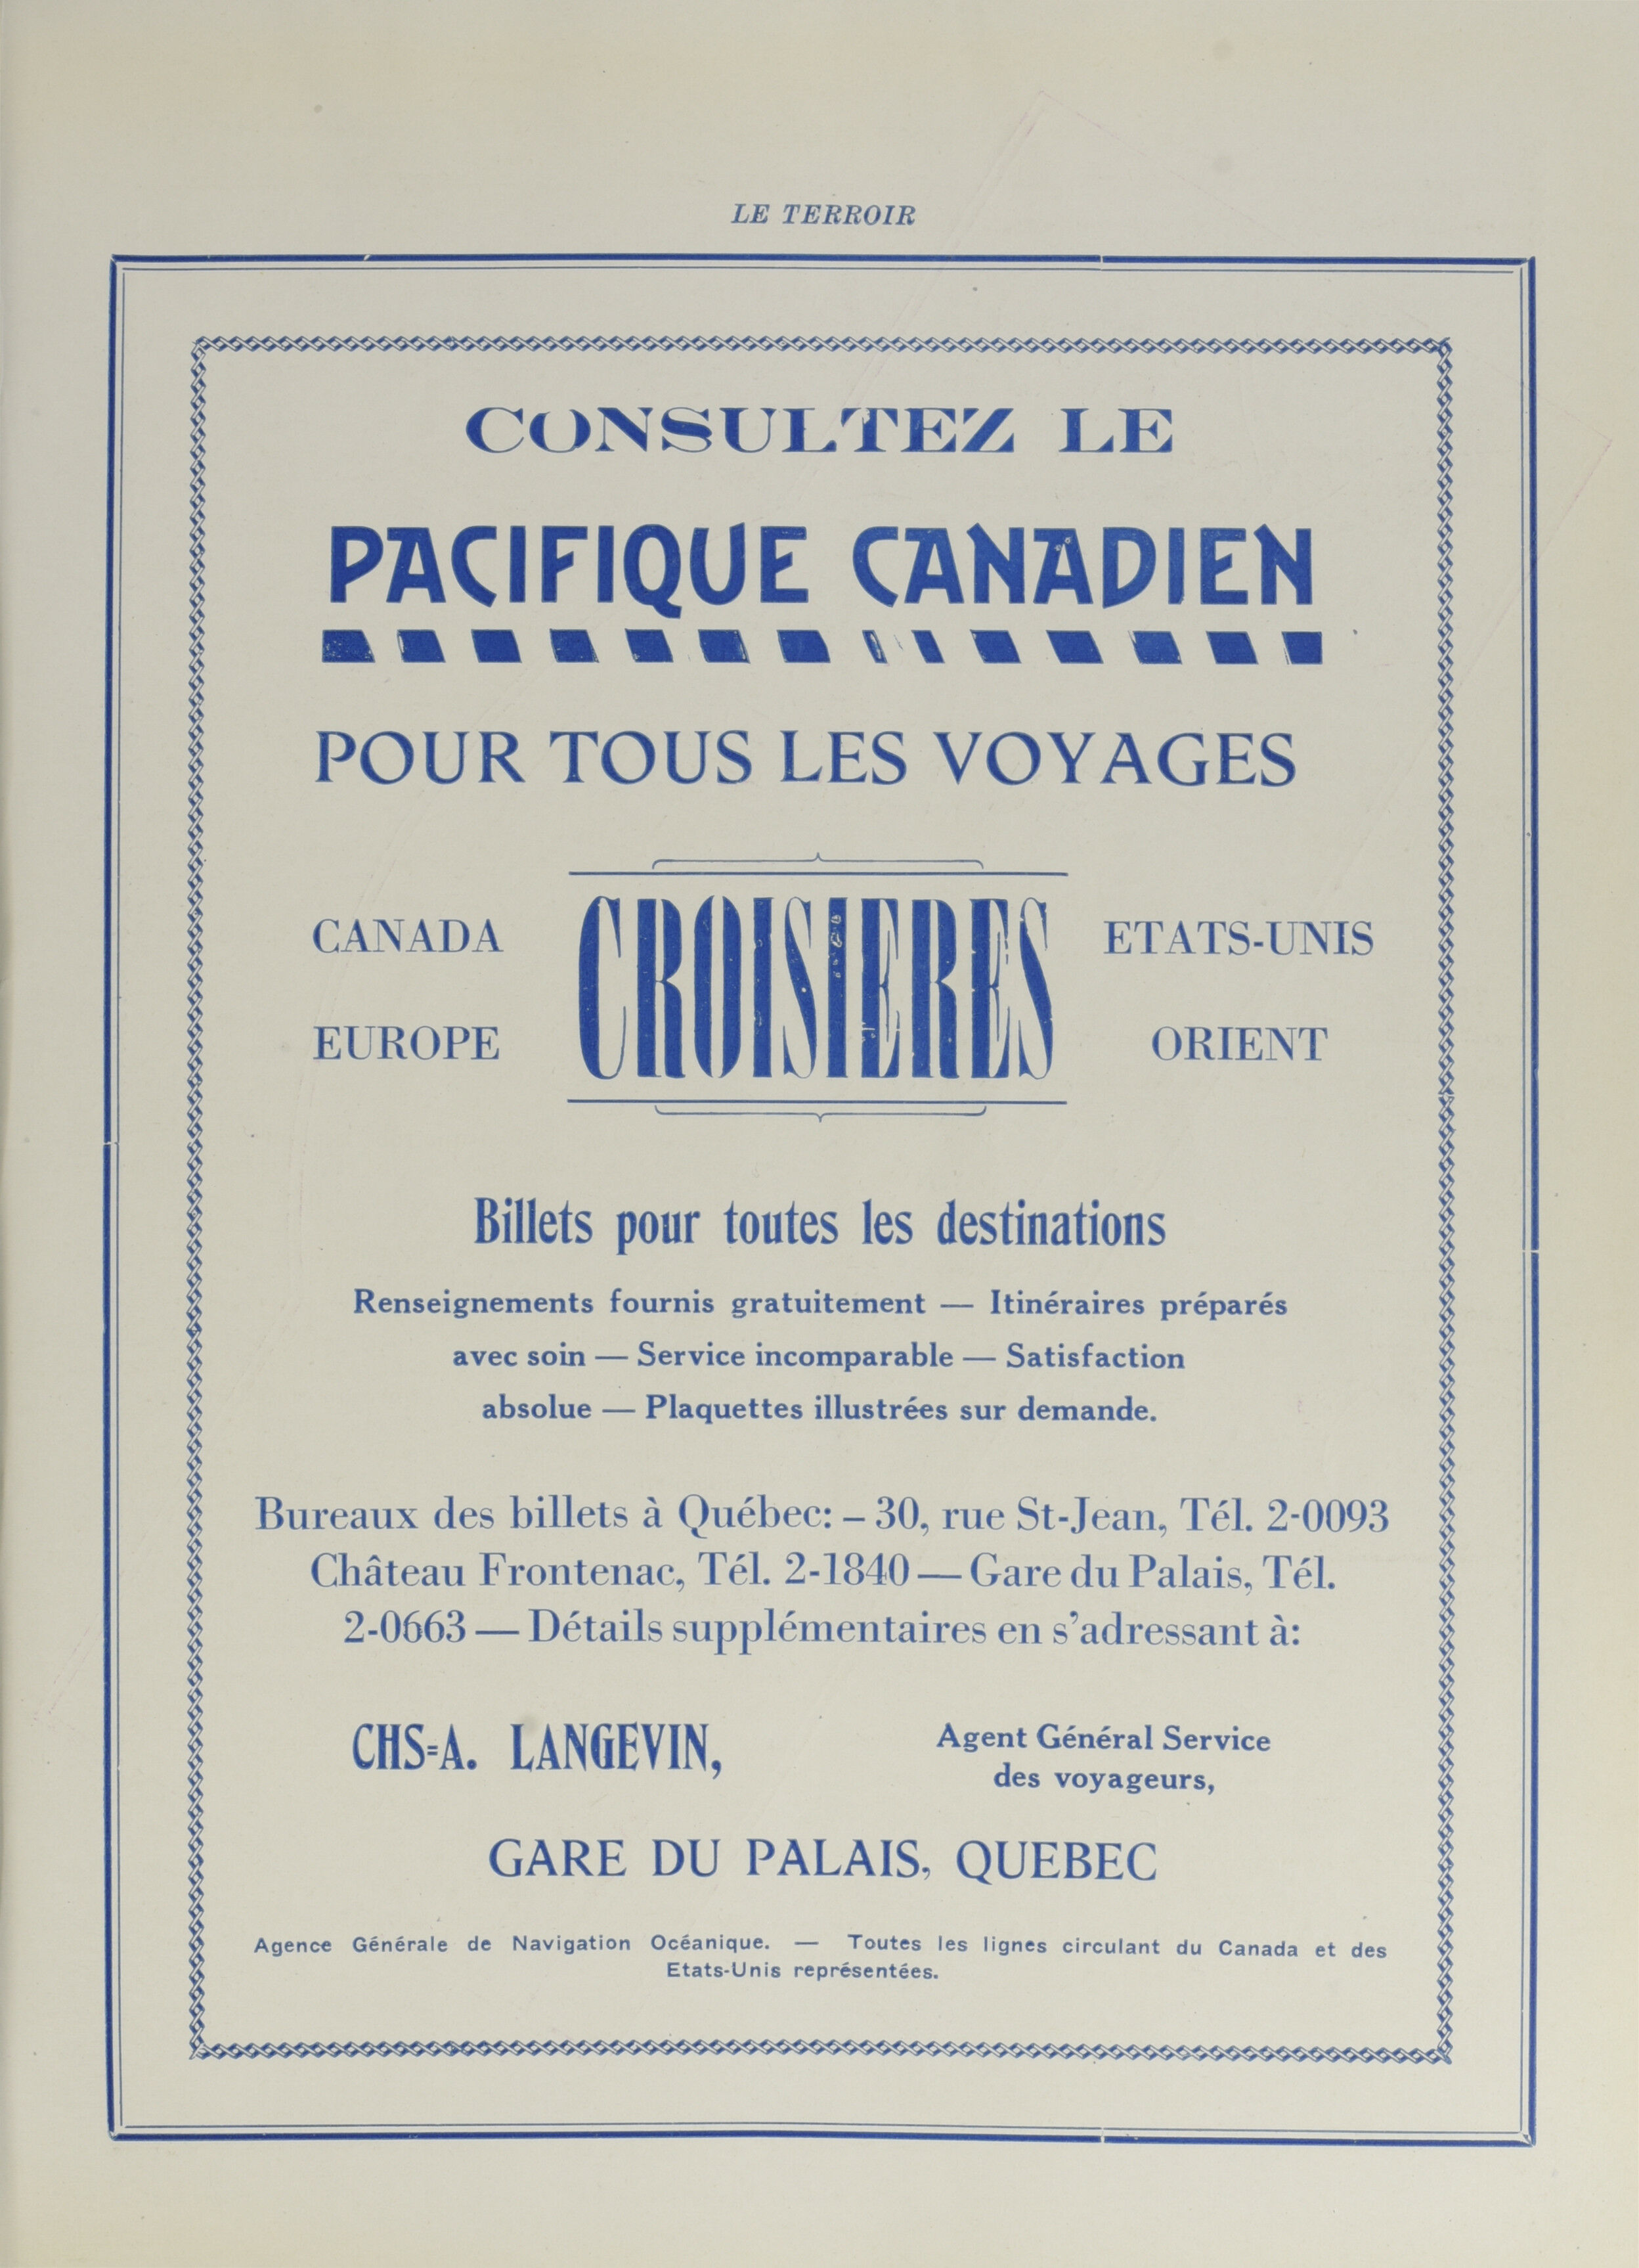 LE TERROIR
CONSULTEZ LE
PACIFIQUE CANADIEN
POUR TOUS LES VOYAGES
CANADA
EUROPE
CROISIERES
ETATS-UNIS
ORIENT
Billets pour toutes les destinations
Renseignements fournis gratuitement — Itinéraires préparés
avec soin — Service incomparable — Satisfaction
absolue — Plaquettes illustrées sur demande.
Bureaux des billets à Québec: – 30, rue St-Jean, Tél. 2-0093
Château Frontenac, Tél. 2-1840 — Gare du Palais, Tél.
2-0663 — Détails supplémentaires en s'adressant à:
CHS-A. LANGEVIN,
Agent Général Service
des voyageurs,
GARE DU PALAIS, QUEBEC
Agence Générale de Navigation Océanique. — Toutes les lignes circulant du Canada et des
Etats-Unis représentées.